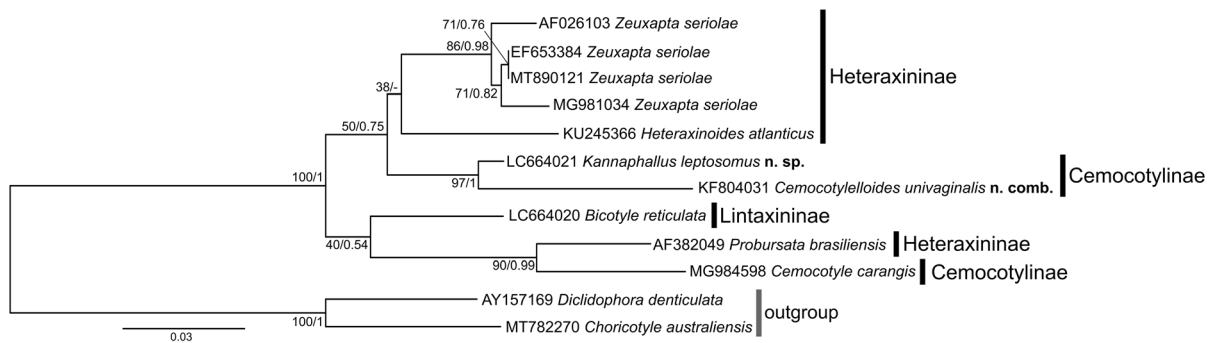 71/0.76
AF026103 Zeuxapta seriolae
86/0.98
EF653384 Zeuxapta seriolae
MT890121 Zeuxapta seriolae
Heteraxininae
38/-
71/0.82
MG981034 Zeuxapta seriolae
50/0.75
KU245366 Heteraxinoides atlanticus
LC664021 Kannaphallus leptosomus n. sp.
100/1
97/1
KF804031 Cemocotylelloides univaginalis n. comb.
Cemocotylinae
LC664020 Bicotyle reticulata
Lintaxininae
40/0.54
AF382049 Probursata brasiliensis
Heteraxininae
90/0.99
MG984598 Cemocotyle carangis
Cemocotylinae
AY157169 Diclidophora denticulata
100/1
outgroup
MT782270 Choricotyle australiensis
0.03